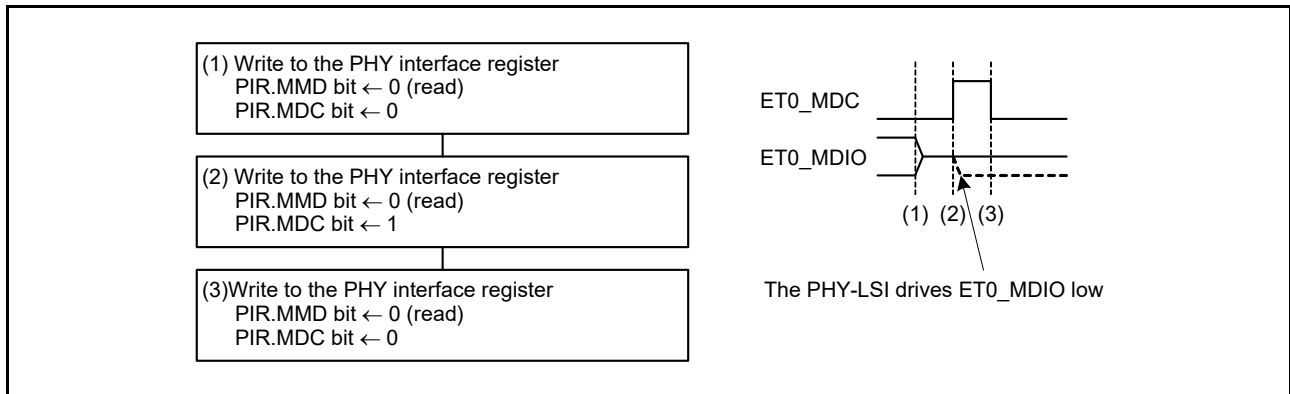 (1) Write to the PHY interface register
PIR.MMD bit ← 0 (read)
PIR.MDC bit ← 0
(2) Write to the PHY interface register
PIR.MMD bit ← 0 (read)
PIR.MDC bit ← 1
(3)Write to the PHY interface register
PIR.MMD bit ← 0 (read)
PIR.MDC bit ← 0
ET0_MDC
ET0_MDIO
(1) (2) (3)
The PHY-LSI drives ET0_MDIO low